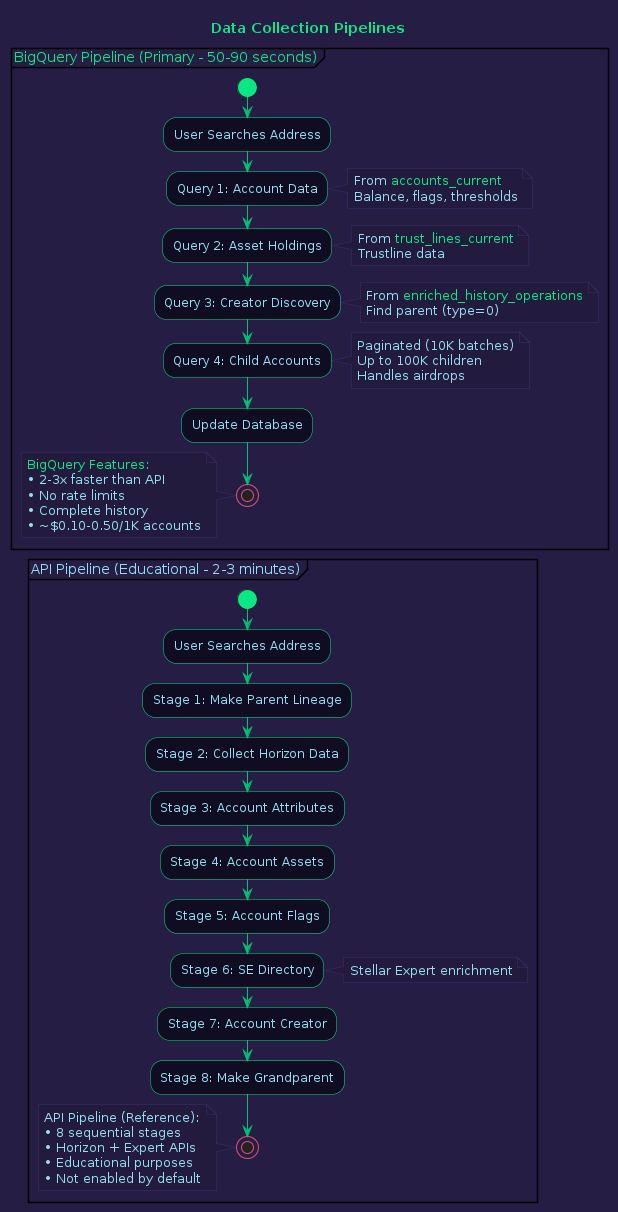 Data Collection Pipelines
BigQuery Pipeline (Primary - 50-90 seconds)
User Searches Address
Query 1: Account Data
From accounts_current
Balance, flags, thresholds
Query 2: Asset Holdings
From trust_lines_current
Trustline data
Query 3: Creator Discovery
From enriched_history_operations
Find parent (type=0)
Query 4: Child Accounts
Paginated (10K batches)
Up to 100K children
Handles airdrops
Update Database
BigQuery Features:
• 2-3x faster than API
• No rate limits
• Complete history
• ~$0.10-0.50/1K accounts
API Pipeline (Educational - 2-3 minutes)
User Searches Address
Stage 1: Make Parent Lineage
Stage 2: Collect Horizon Data
Stage 3: Account Attributes
Stage 4: Account Assets
Stage 5: Account Flags
Stage 6: SE Directory
Stellar Expert enrichment
Stage 7: Account Creator
Stage 8: Make Grandparent
API Pipeline (Reference):
• 8 sequential stages
• Horizon + Expert APIs
• Educational purposes
• Not enabled by default